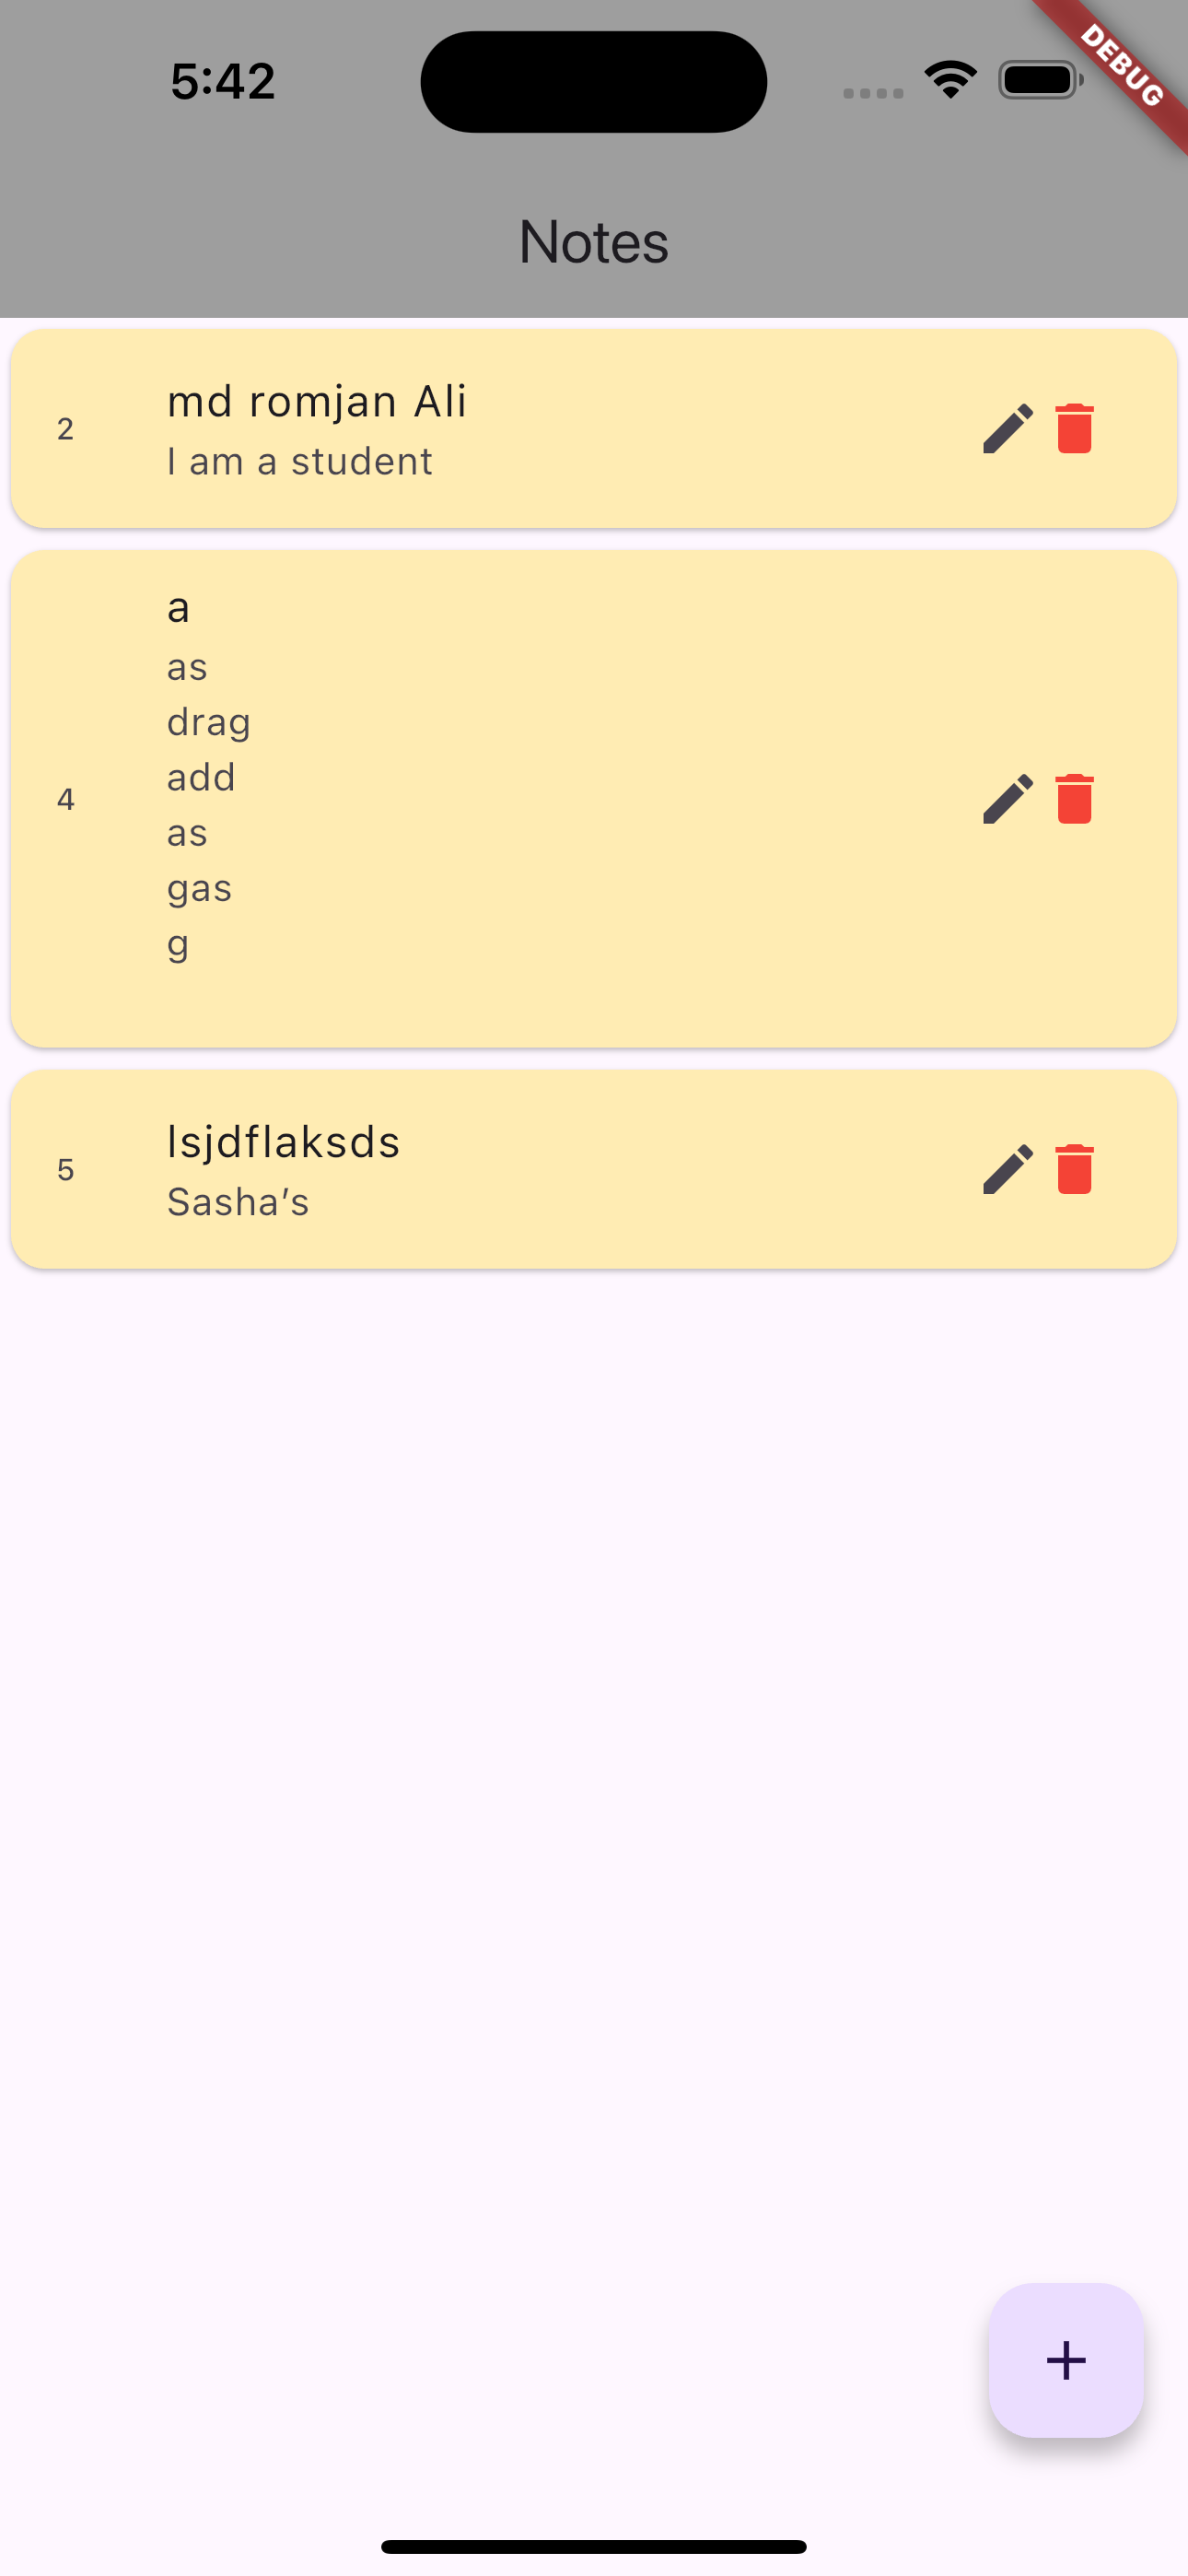 5:42
DEBUG
Notes
2
md romjan Ali
I am a student
4
a
as
drag
add
as
gas
g
5
lsjdflaksds
Sasha’s